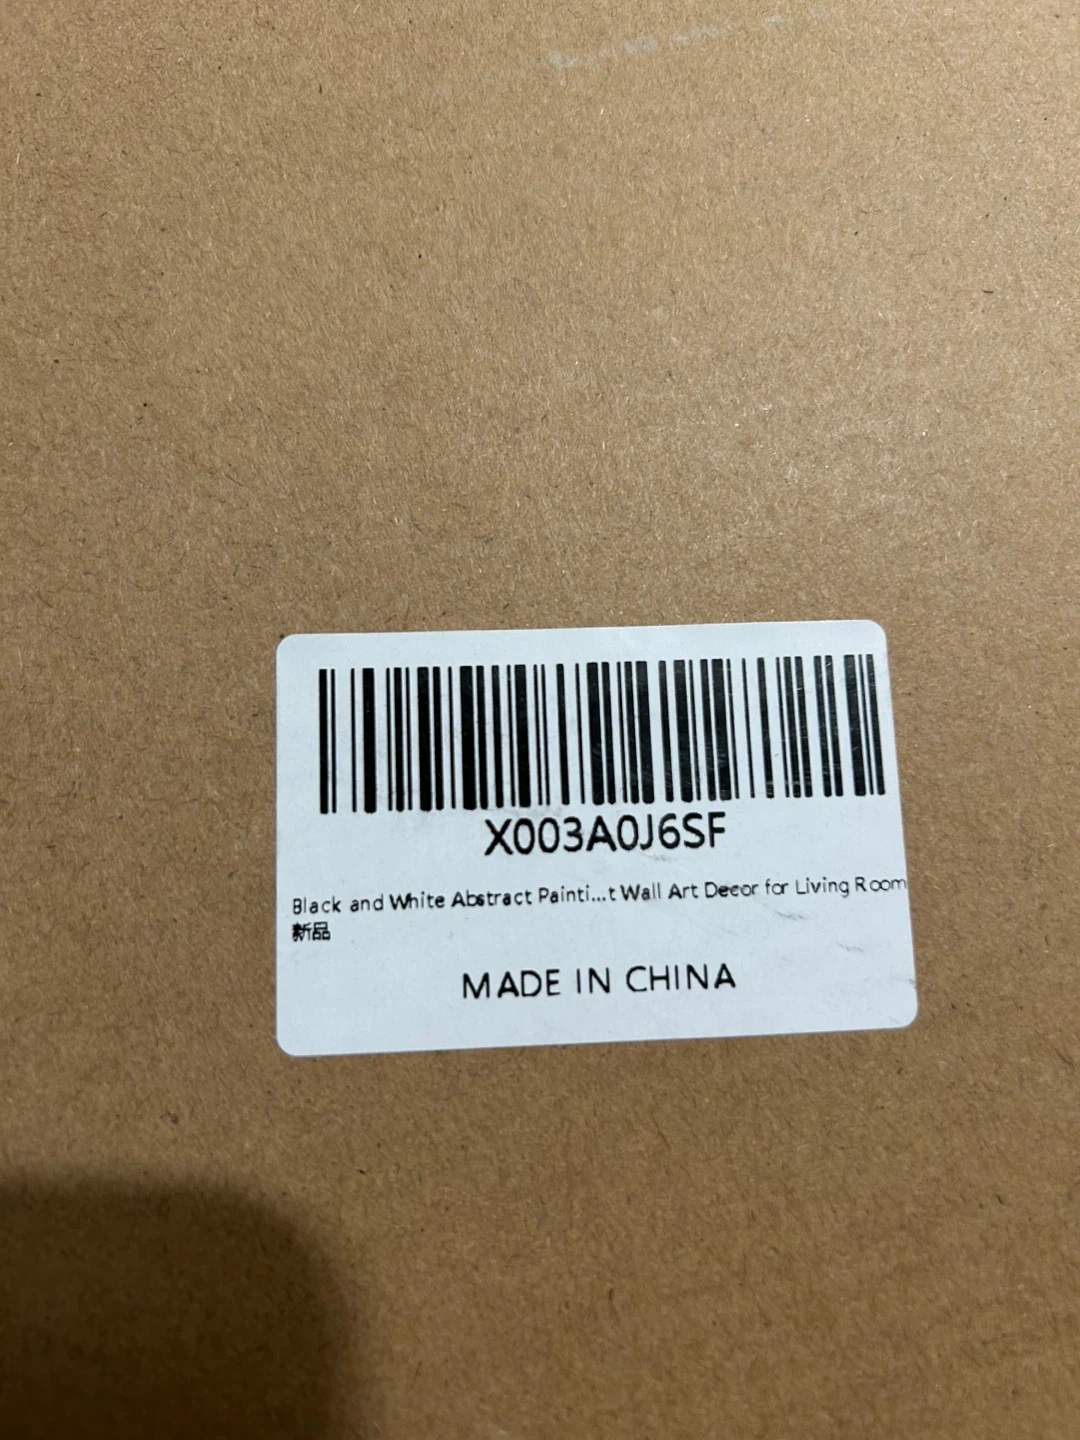 X003A0J6SF
Black and White Abstract Painti...t Wall Art Decor for Living Room
新品
MADE IN CHINA